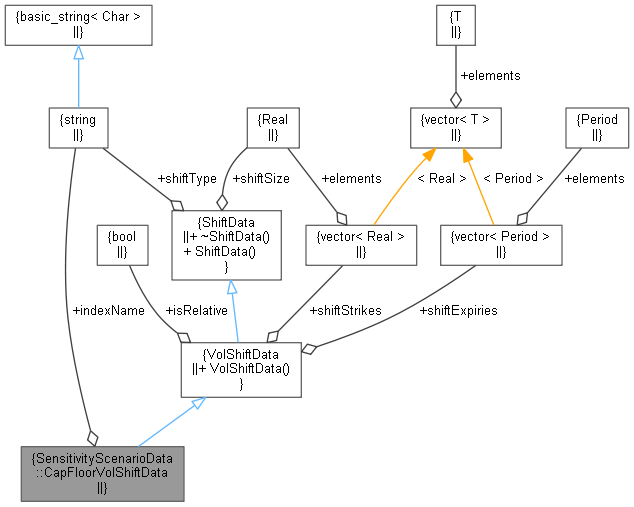 {basic_string< Char >
||}
{T
||}
+elements
{string
||}
{Real
||}
{vector< T >
||}
{Period
||}
+shiftType
+shiftSize
+elements
< Real >
< Period >
+elements
{ShiftData
||+ ~ShiftData()
+ ShiftData()
}
{bool
||}
{vector< Real >
||}
{vector< Period >
||}
+indexName
+isRelative
+shiftStrikes
+shiftExpiries
{VolShiftData
||+ VolShiftData()
}
{SensitivityScenarioData
::CapFloorVolShiftData
||}